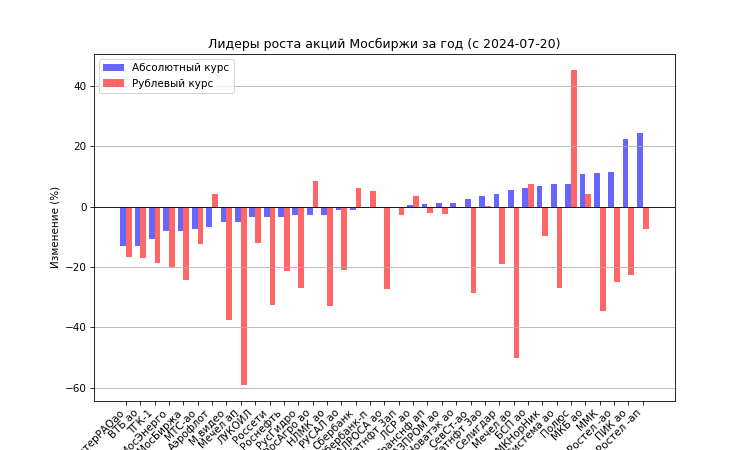 Лидеры роста акций Мосбиржи за год (с 2024-07-20)
Абсолютный курс
Рублевый курс
Изменение (%)
40
20
0
−20
−40
−60
ВТБ ао
ТГК-1
МосЭнерго
МосБиржа
МТС-ао
Аэрофлот
М.видео
Мечел ап
ЛУКОЙЛ
Россети
Роснефть
РусГидро
НЛМК ао
РУСАЛ ао
Сбербанк
ЛСР ао
СевСт-ао
Селигдар
Мечел ао
БСП ао
Полюс
МКБ ао
ММК
Ростел -ао
ПИК ао
Ростел -ап